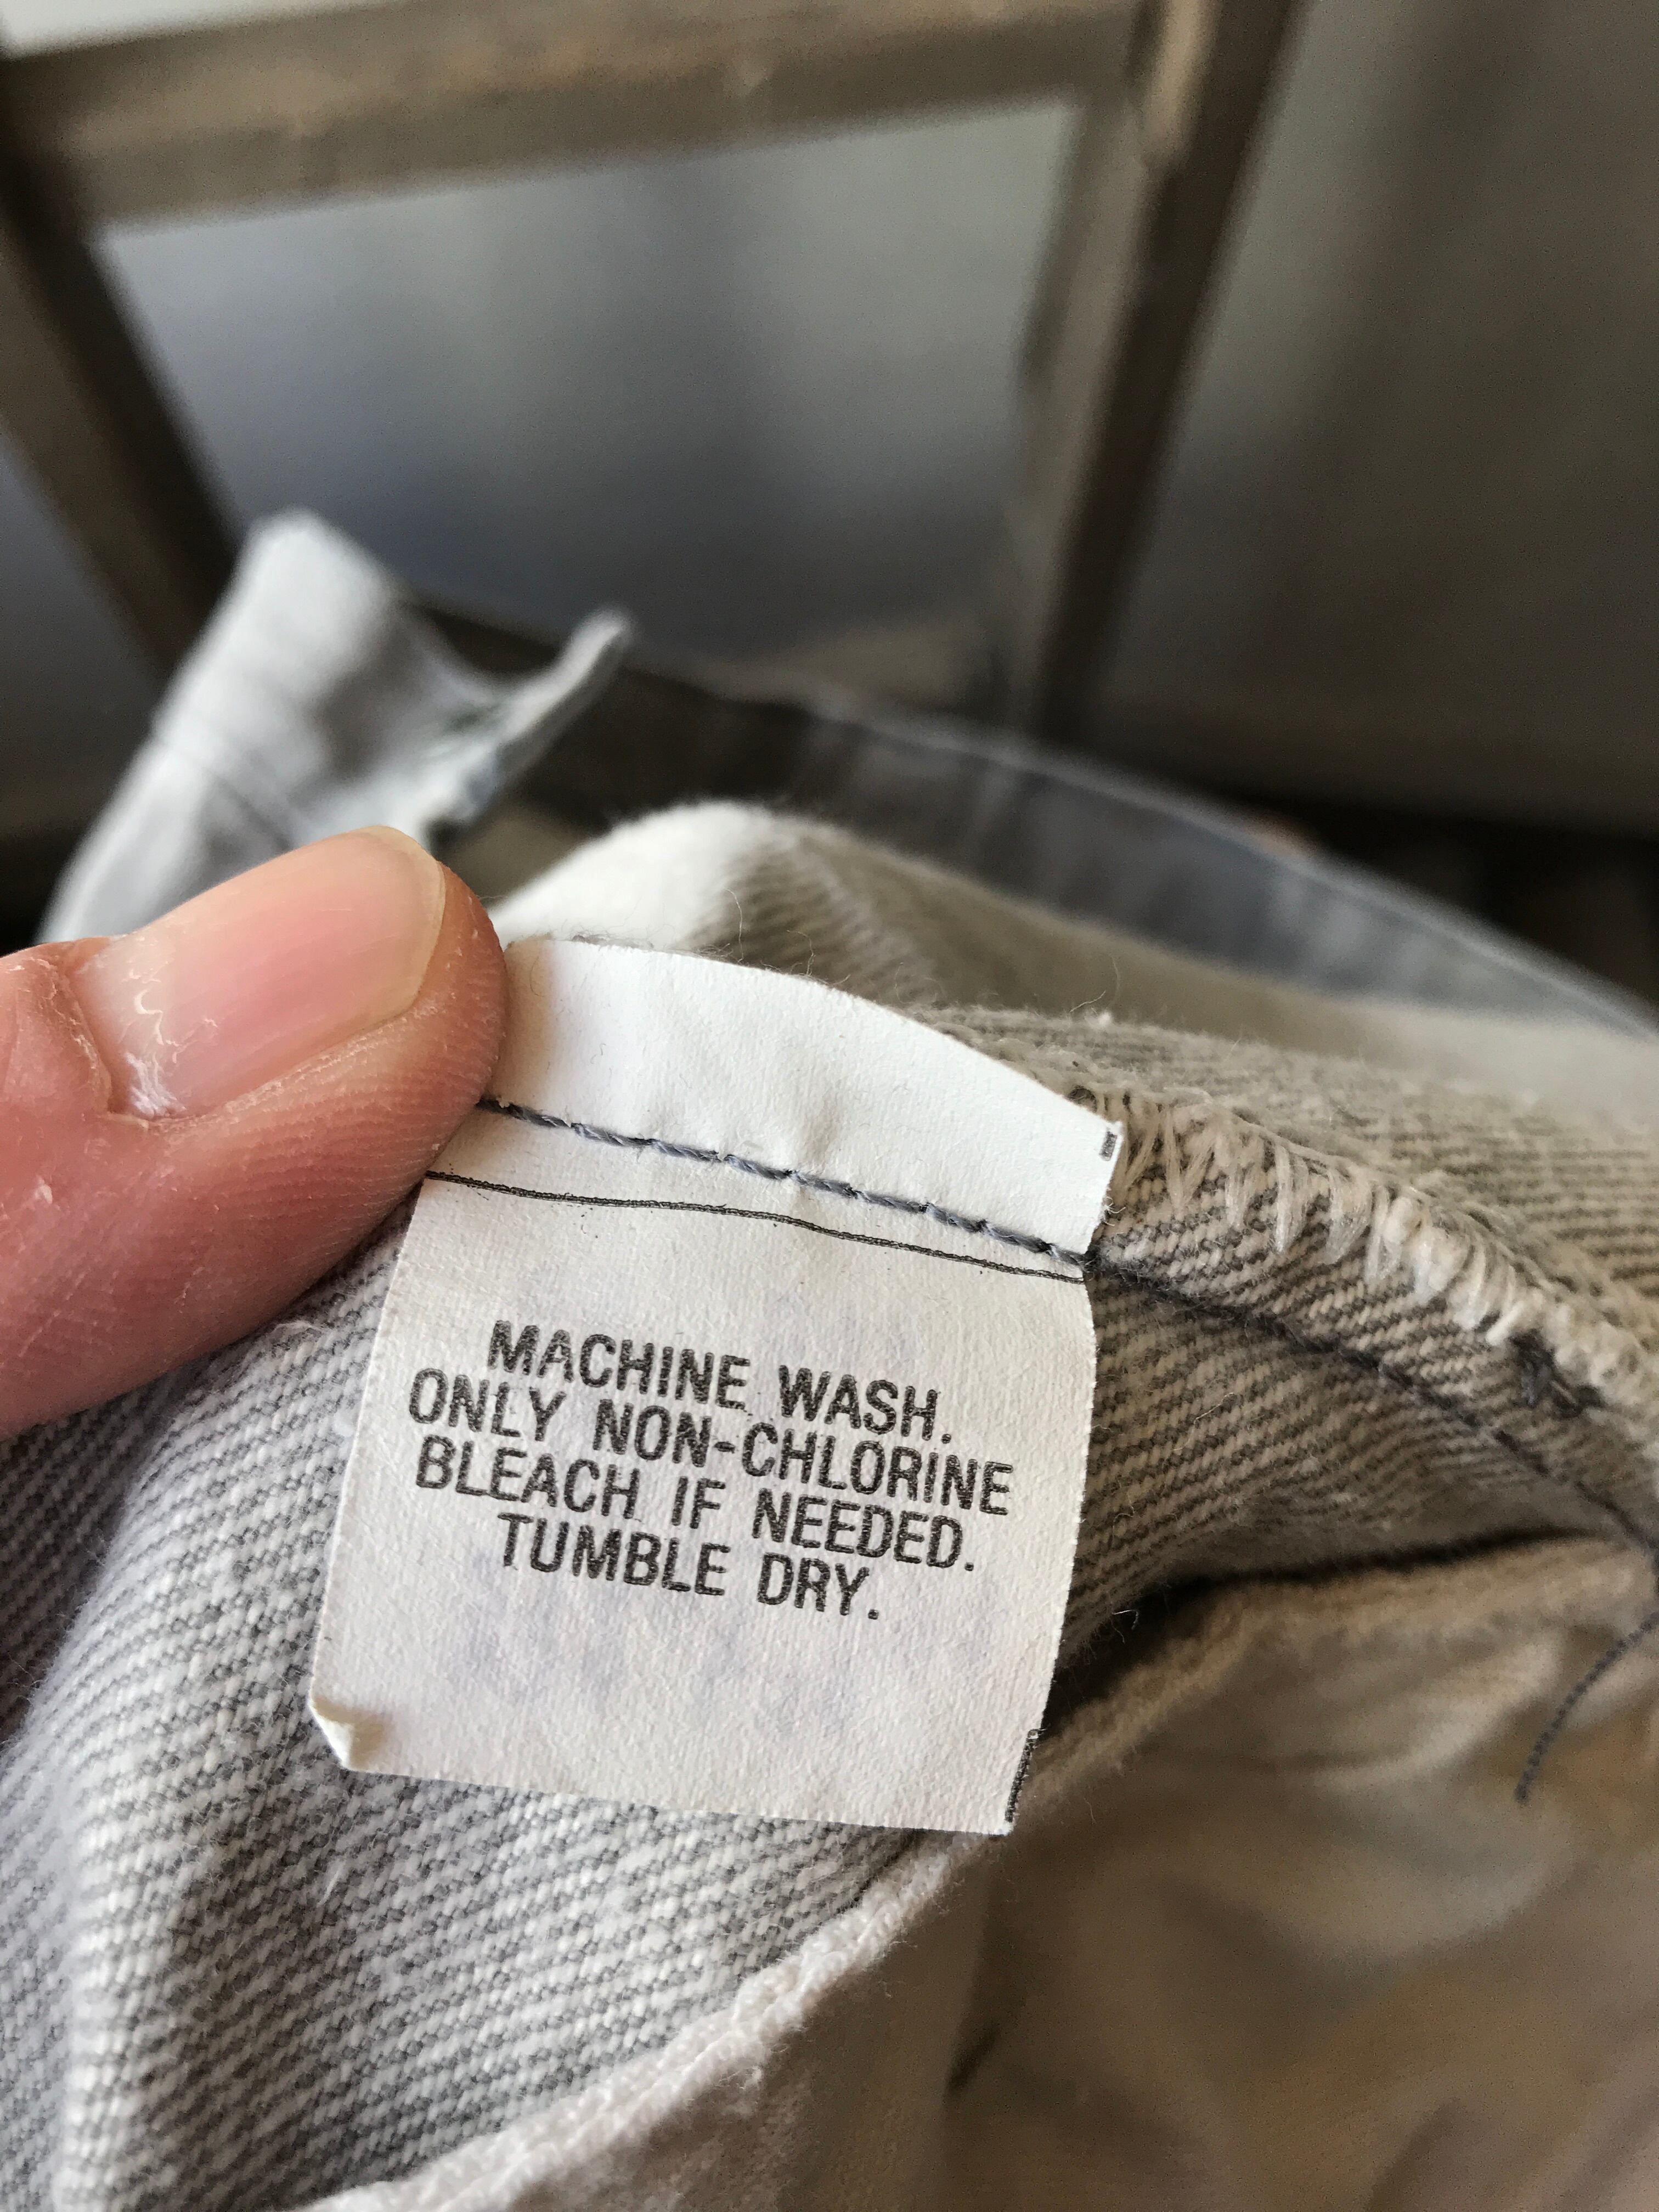 MACHINE WASH.
ONLY NON-CHLORINE
BLEACH IF NEEDED.
TUMBLE DRY.